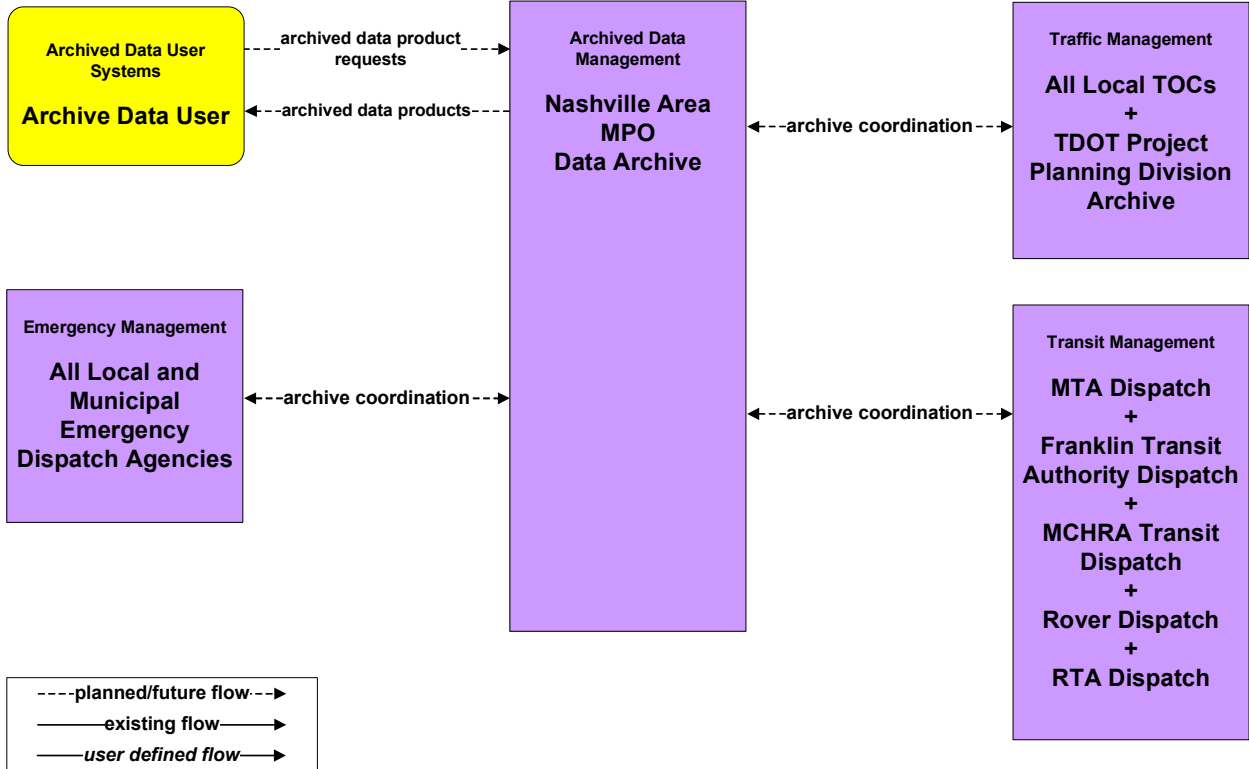 Archived Data User
Systems
Archive Data User
archived data product
requests
archived data products
Archived Data
Management
Nashville Area
MPO
Data Archive
archive coordination
Traffic Management
All Local TOCs
+
TDOT Project
Planning Division
Archive
Emergency Management
All Local and
Municipal
Emergency
Dispatch Agencies
archive coordination
archive coordination
Transit Management
MTA Dispatch
+
Franklin Transit
Authority Dispatch
+
MCHRA Transit
Dispatch
+
Rover Dispatch
+
RTA Dispatch
planned/future flow
existing flow
user defined flow